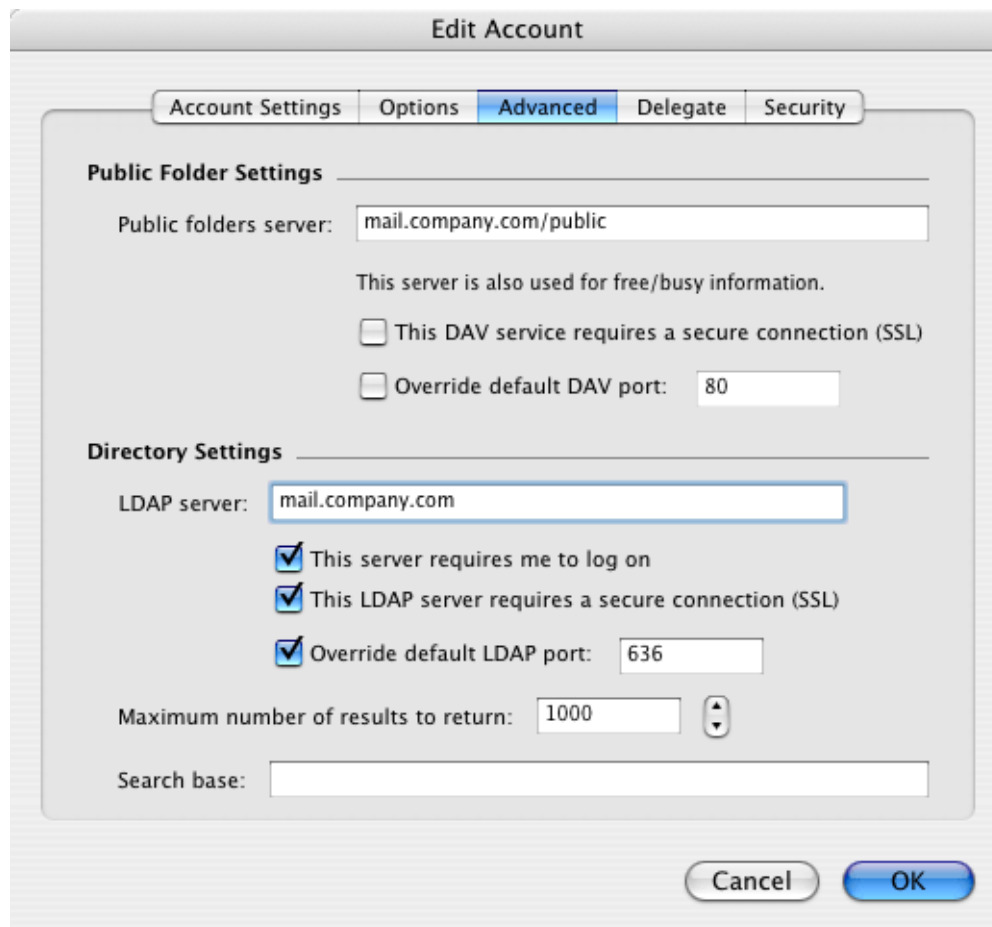 Edit Account
Account Settings Options Advanced Delegate Security
Public Folder Settings
Public folders server: mail.company.com/public
This server is also used for free/busy information.
This DAV service requires a secure connection (SSL)
Override default DAV port: 80
Directory Settings
LDAP server: mail.company.com
This server requires me to log on
This LDAP server requires a secure connection (SSL)
Override default LDAP port: 636
Maximum number of results to return: 1000
Search base:
Cancel OK